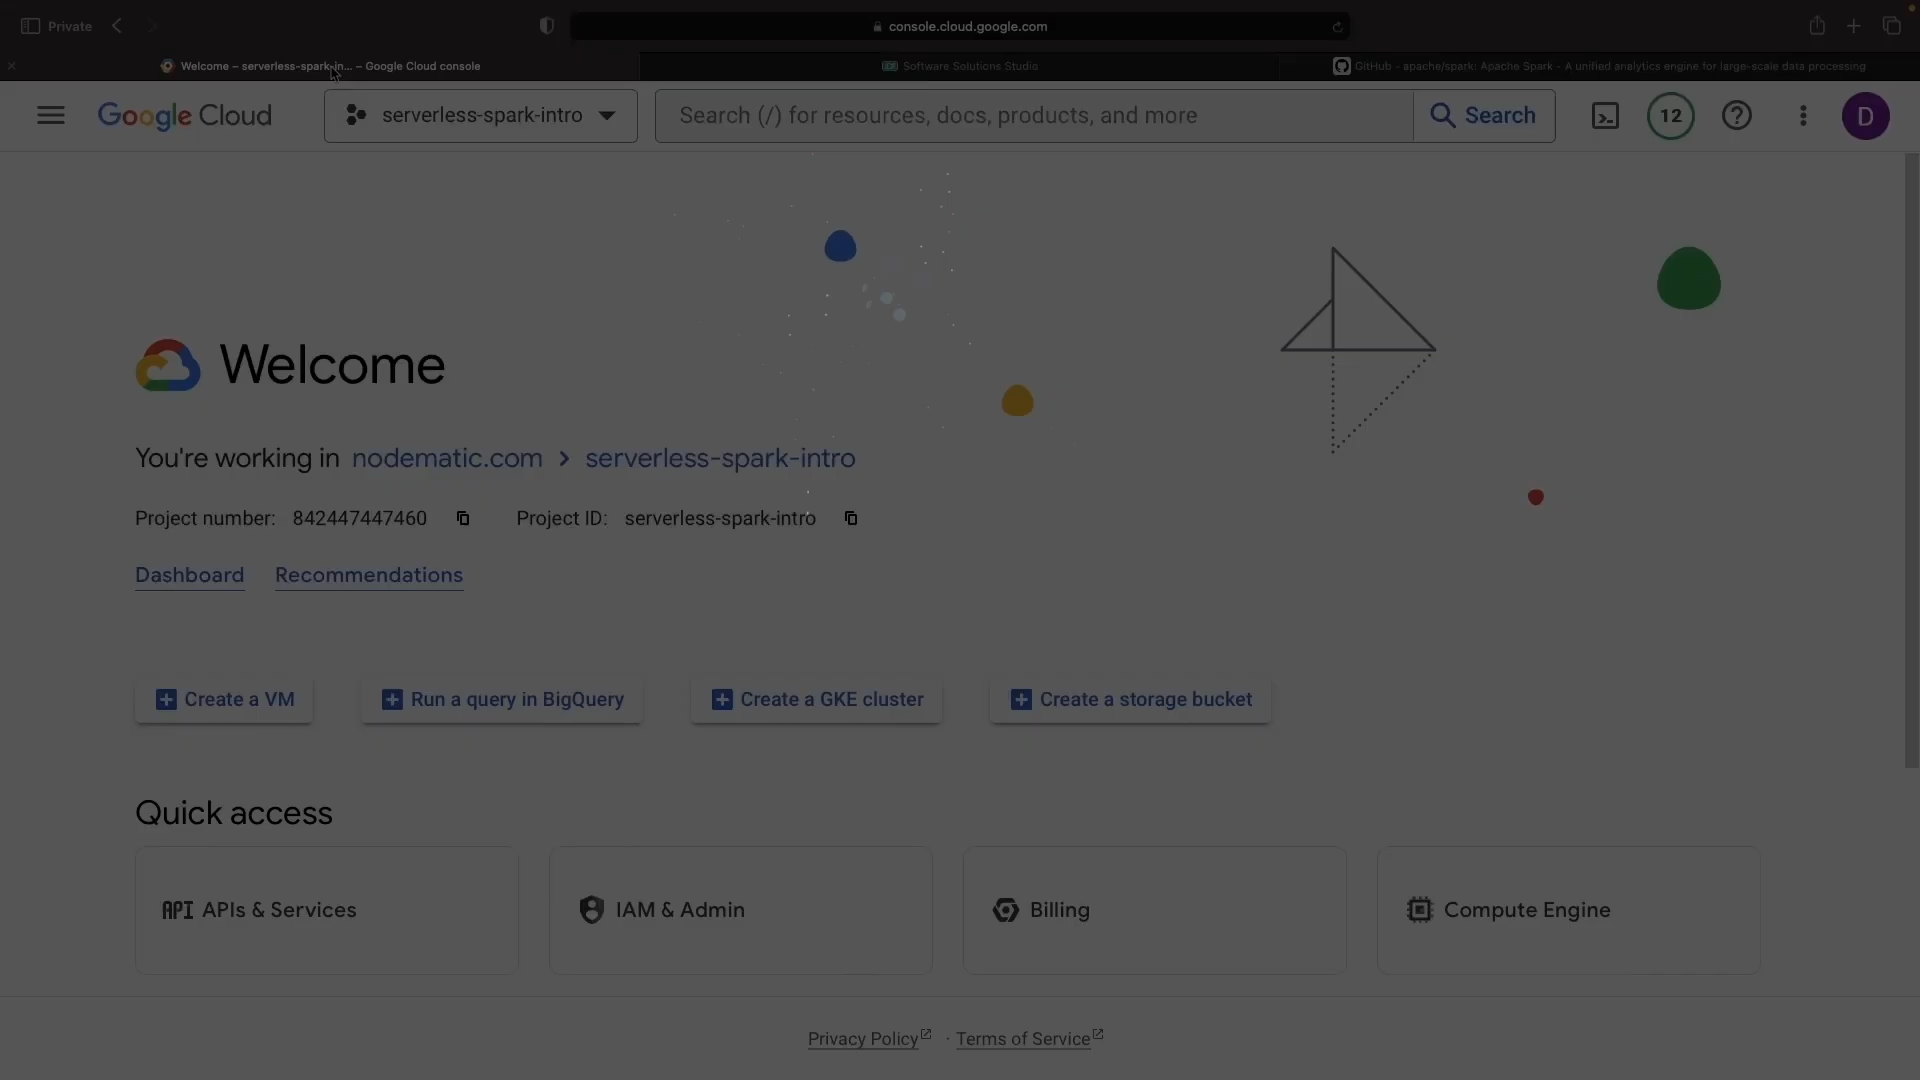 Private
console.cloud.google.com
Welcome – serverless-spark-in... – Google Cloud console
Software Solutions Studio
GitHub - apache/spark: Apache Spark - A unified analytics engine for large-scale data processing
Google Cloud
serverless-spark-intro
Search (/) for resources, docs, products, and more
Search
12
D
Welcome
You're working in nodematic.com > serverless-spark-intro
Project number: 842447447460 Project ID: serverless-spark-intro
Dashboard Recommendations
Create a VM
Run a query in BigQuery
Create a GKE cluster
Create a storage bucket
Quick access
API APIs & Services
IAM & Admin
Billing
Compute Engine
Privacy Policy · Terms of Service